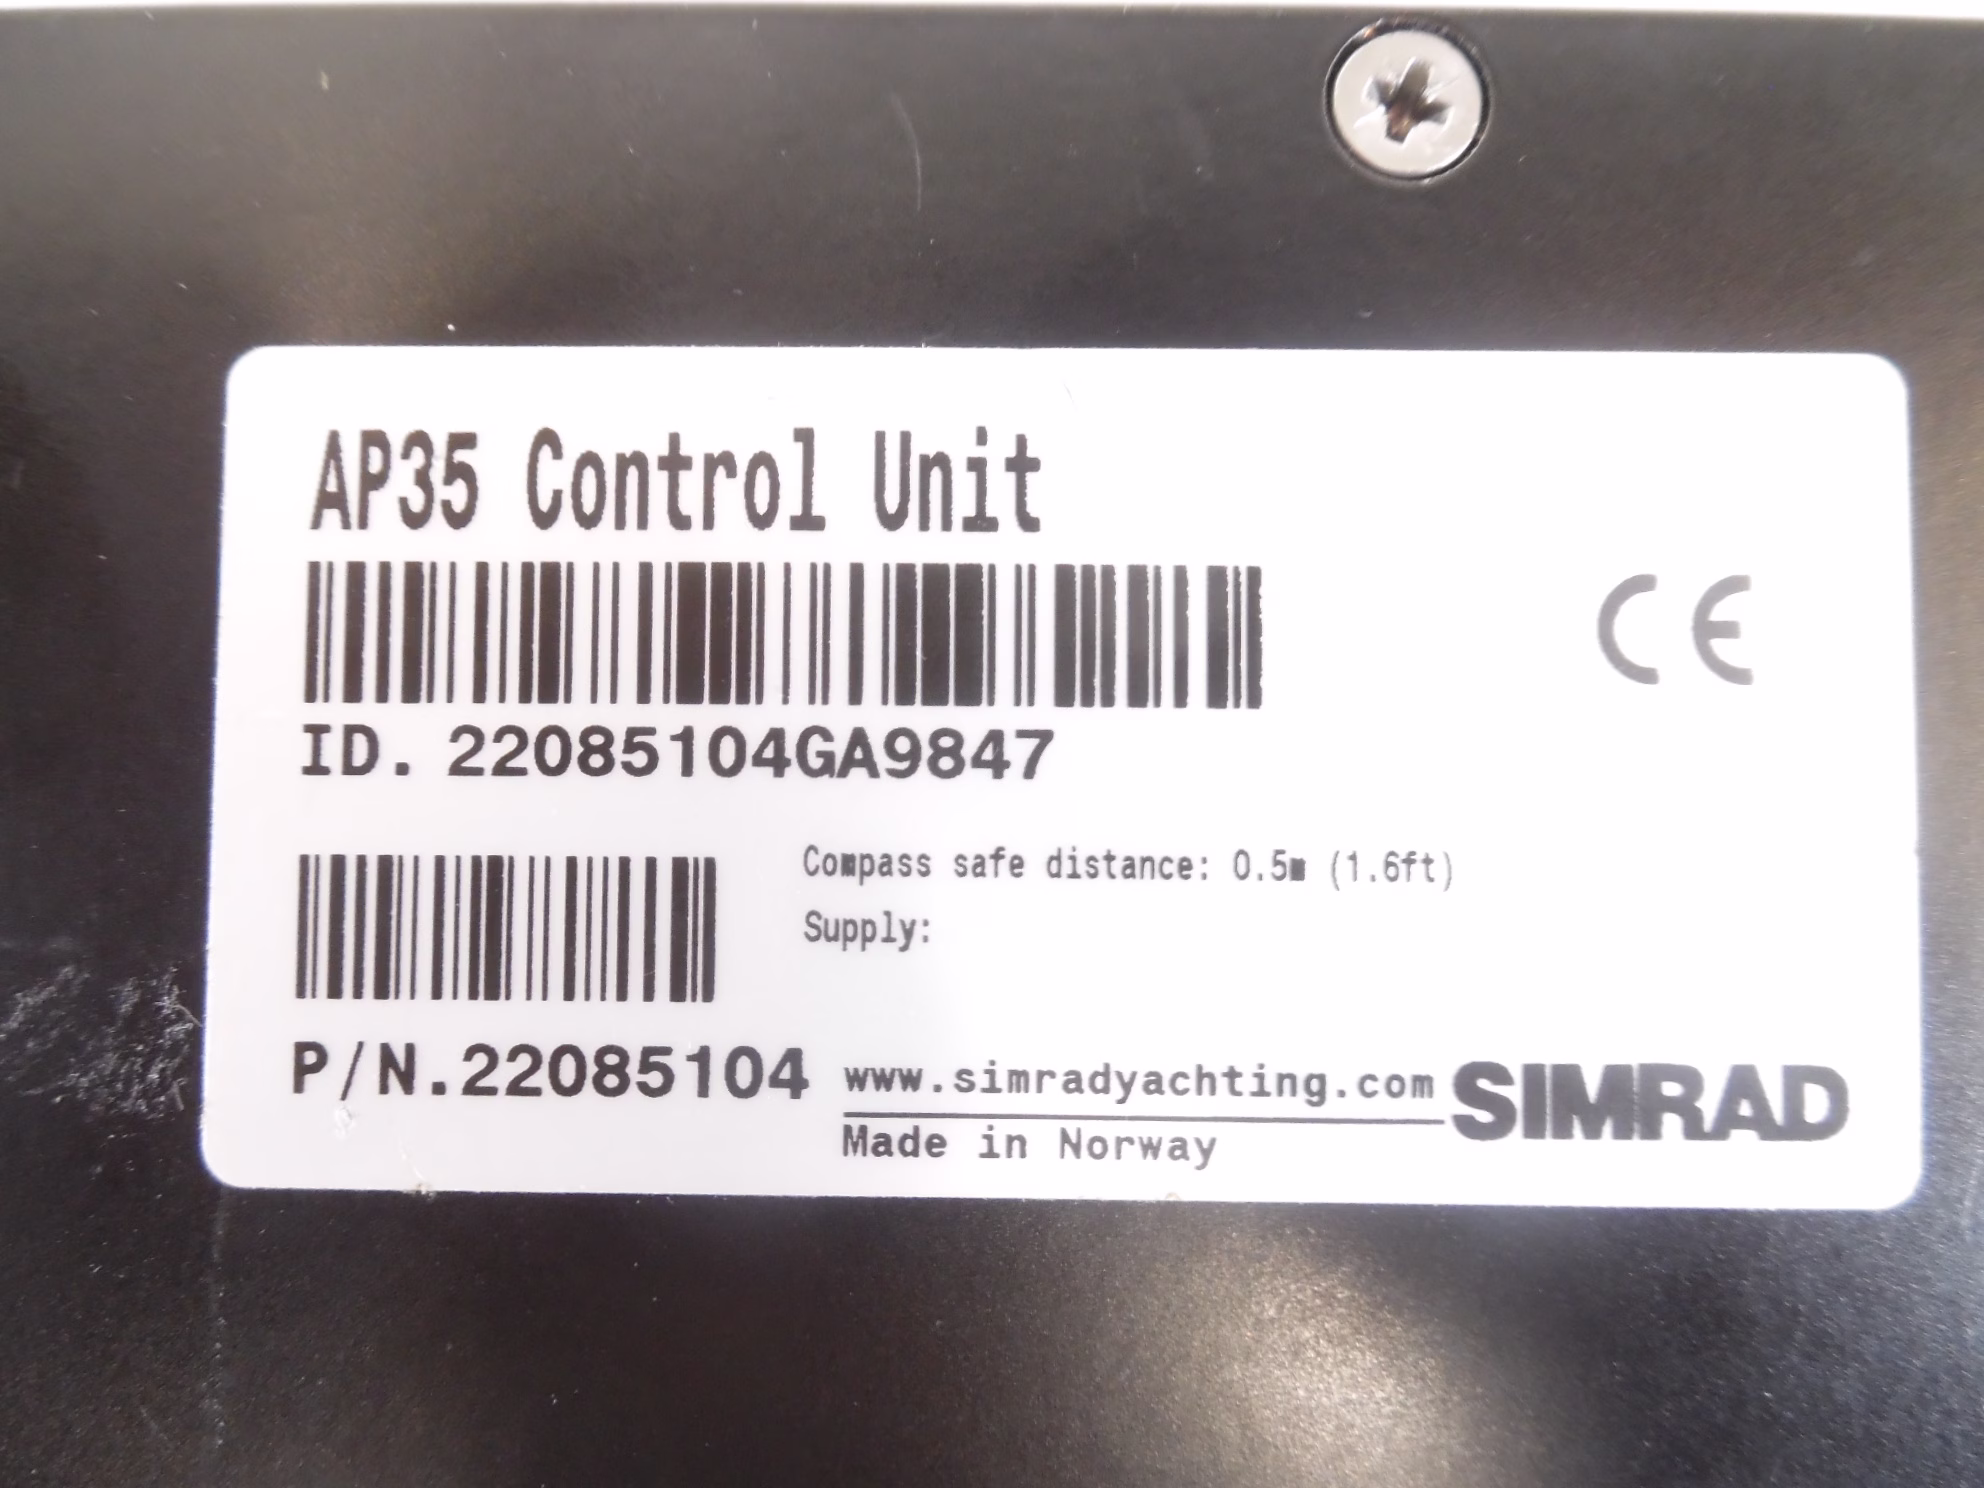 AP35 Control Unit
CE
ID. 22085104GA9847
Compass safe distance: 0.5m (1.6ft)
Supply:
P/N.22085104
www.simradyachting.com SIMRAD
Made in Norway